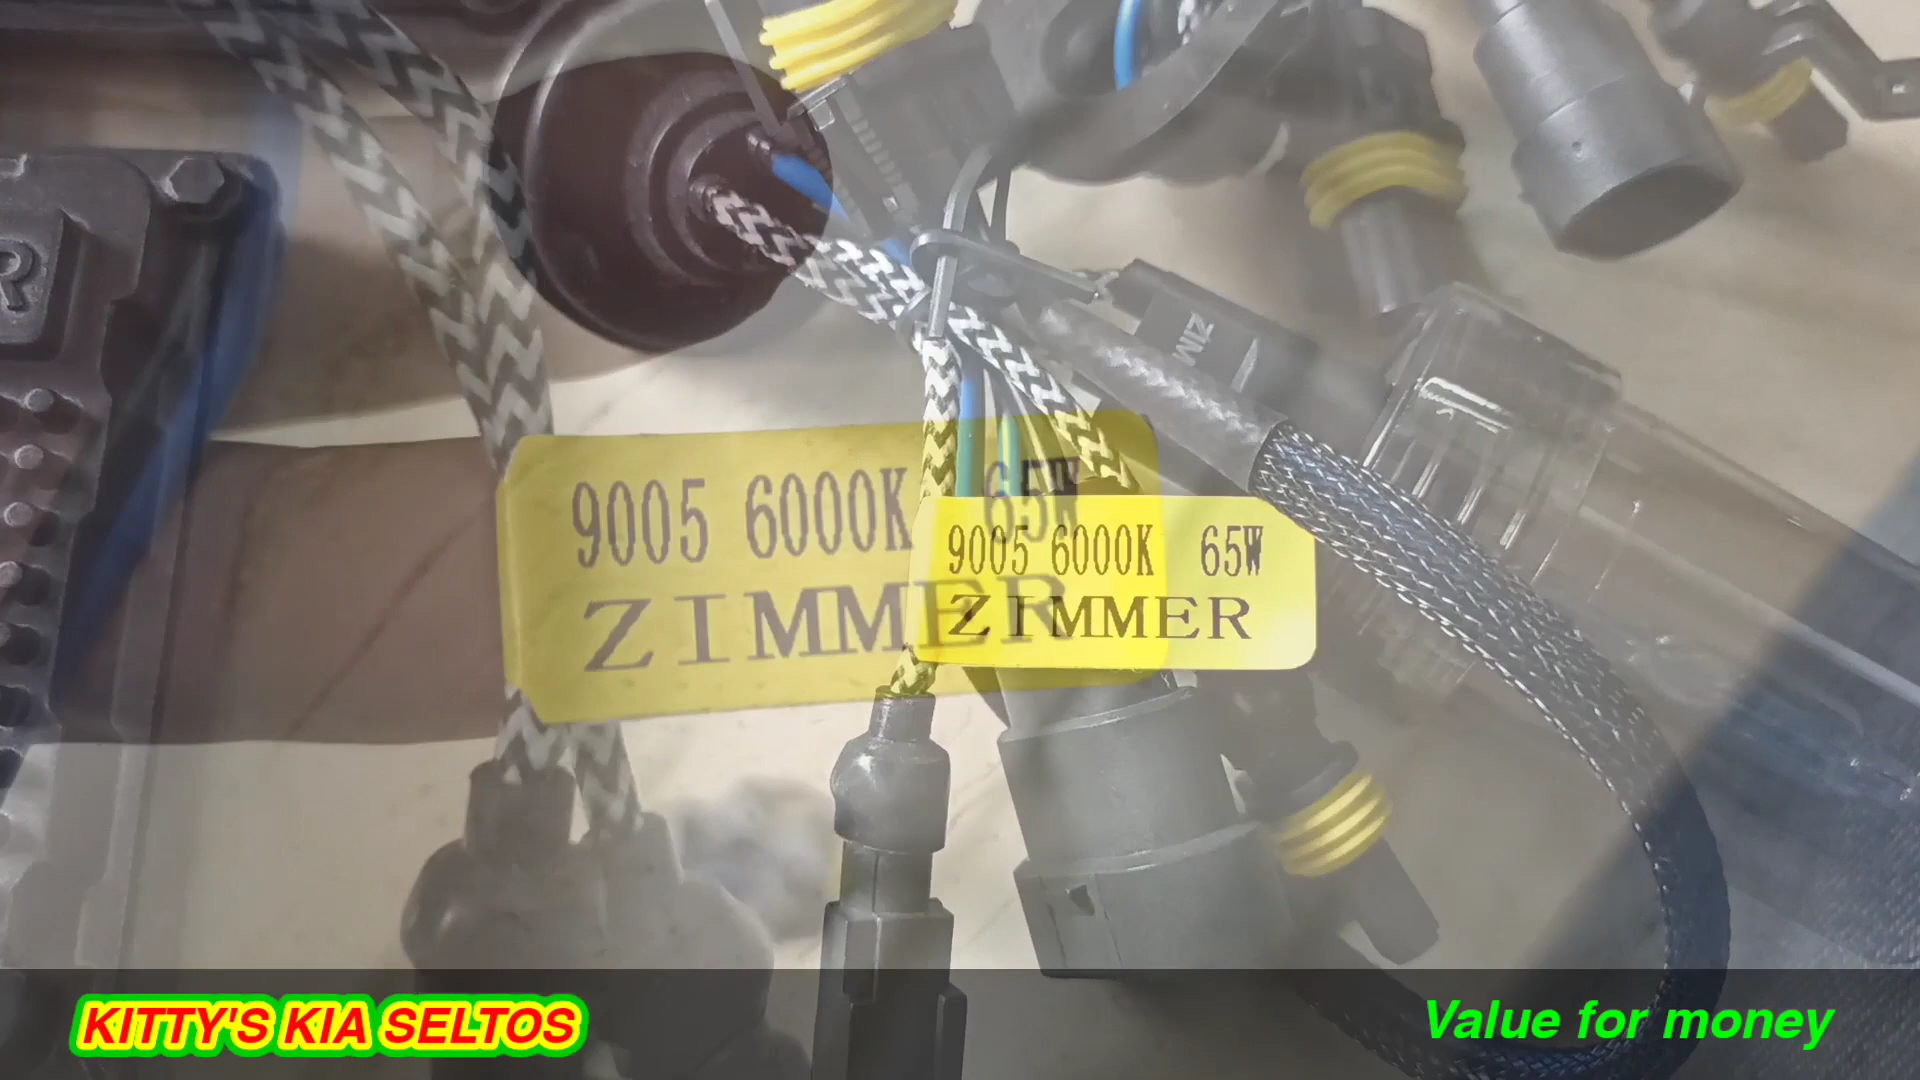 R
ZIM
9005 6000K 65W
ZIMMER
9005 6000K 65W
ZIMMER
KITTY'S KIA SELTOS
Value for money